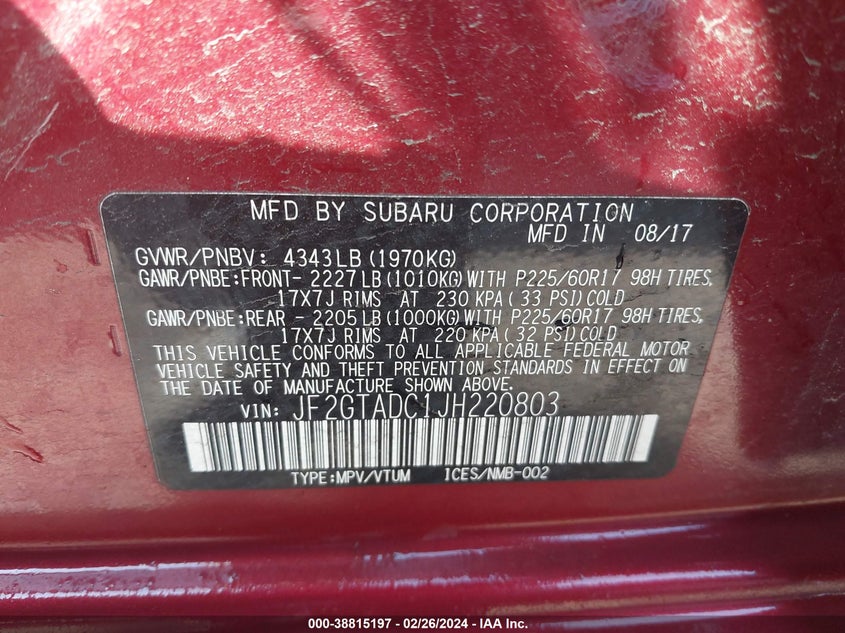 MFD BY SUBARU CORPORATION
MFD IN 08/17
GVWR/PNBV: 4343LB (1970KG)
GAWR/PNBE:FRONT- 2227LB (1010KG) WITH P225/60R17 98H TIRES,
17X7J RIMS AT 230 KPA ( 33 PSI) COLD
GAWR/PNBE:REAR - 2205LB (1000KG) WITH P225/60R17 98H TIRES,
17X7J RIMS AT 220 KPA ( 32 PSI) COLD
THIS VEHICLE CONFORMS TO ALL APPLICABLE FEDERAL MOTOR
VEHICLE SAFETY AND THEFT PREVENTION STANDARDS IN EFFECT ON
THE DATE OF MANUFACTURE SHOWN ABOVE.
VIN: JF2GTADC1JH220803
TYPE:MPV/VTUM ICES/NMB-002
000-38815197 - 02/26/2024 - IAA Inc.